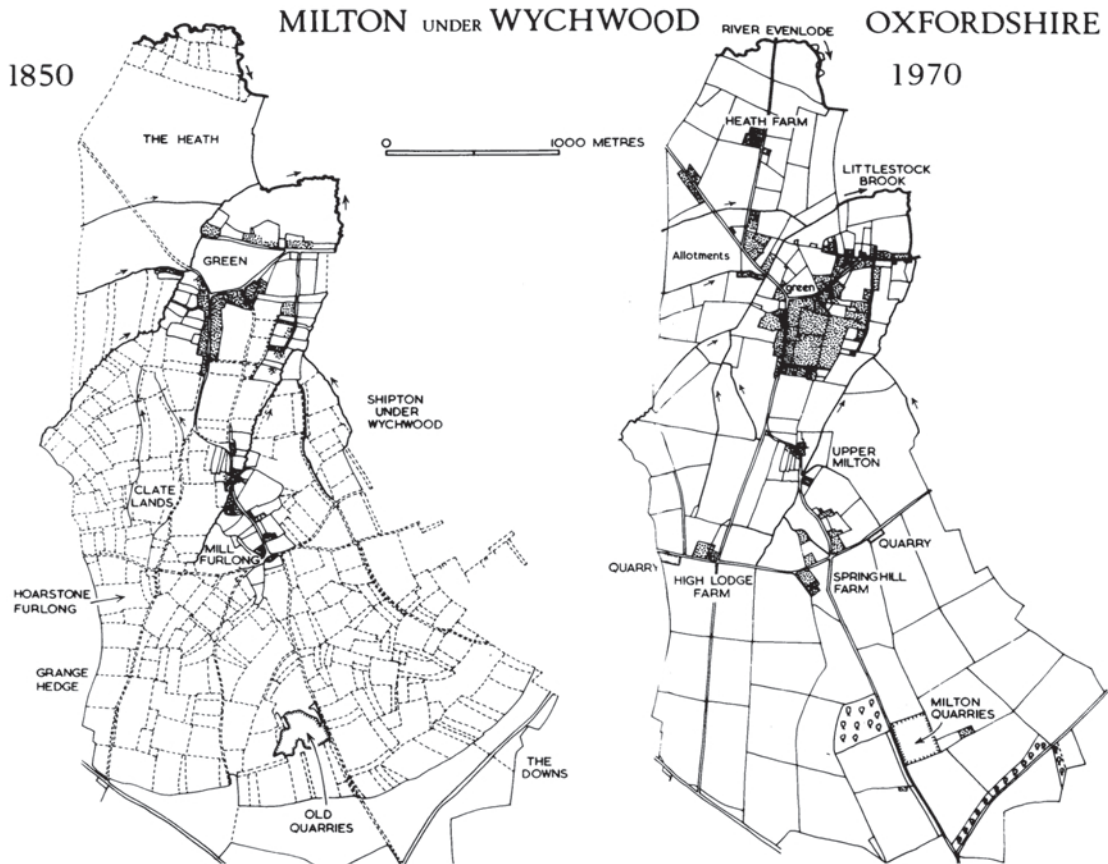 MILTON UNDER WYCHWOOD OXFORDSHIRE
1850
1970
THE HEATH
0 1000 METRES
GREEN
SHIPTON
UNDER
WYCHWOOD
CLATE
LANDS
MILL
FURLONG
HOARSTONE
FURLONG
GRANGE
HEDGE
THE
DOWNS
OLD
QUARRIES
RIVER EVENLODE
HEATH FARM
LITTLESTOCK
BROOK
Allotments
green
UPPER
MILTON
QUARRY
QUARRY
HIGH LODGE
FARM
SPRINGHILL
FARM
MILTON
QUARRIES